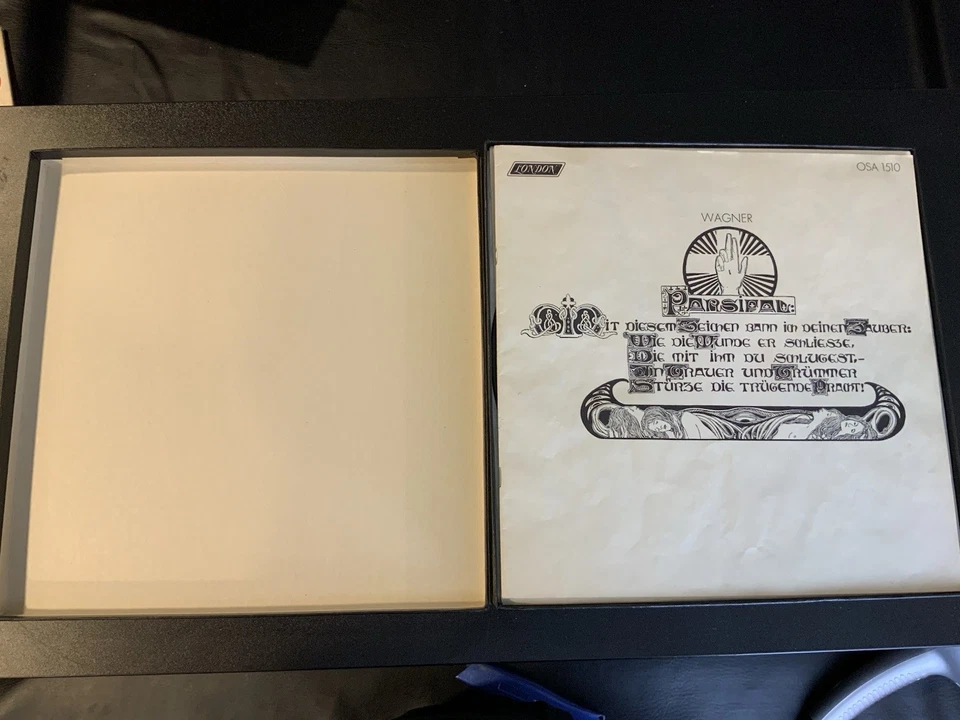 LONDON
OSA 1510
WAGNER
PARSIFAL:
MIT DIESEM ZEICHEN BANN ICH DEINEN ZAUBER:
WIE DIE WUNDE ER SCHLIESZE,
DIE MIT IHM DU SCHLUGEST,-
IN TRAUER UND TRÜMMER
STÜRZE DIE TRÜGENDE PRACHT!